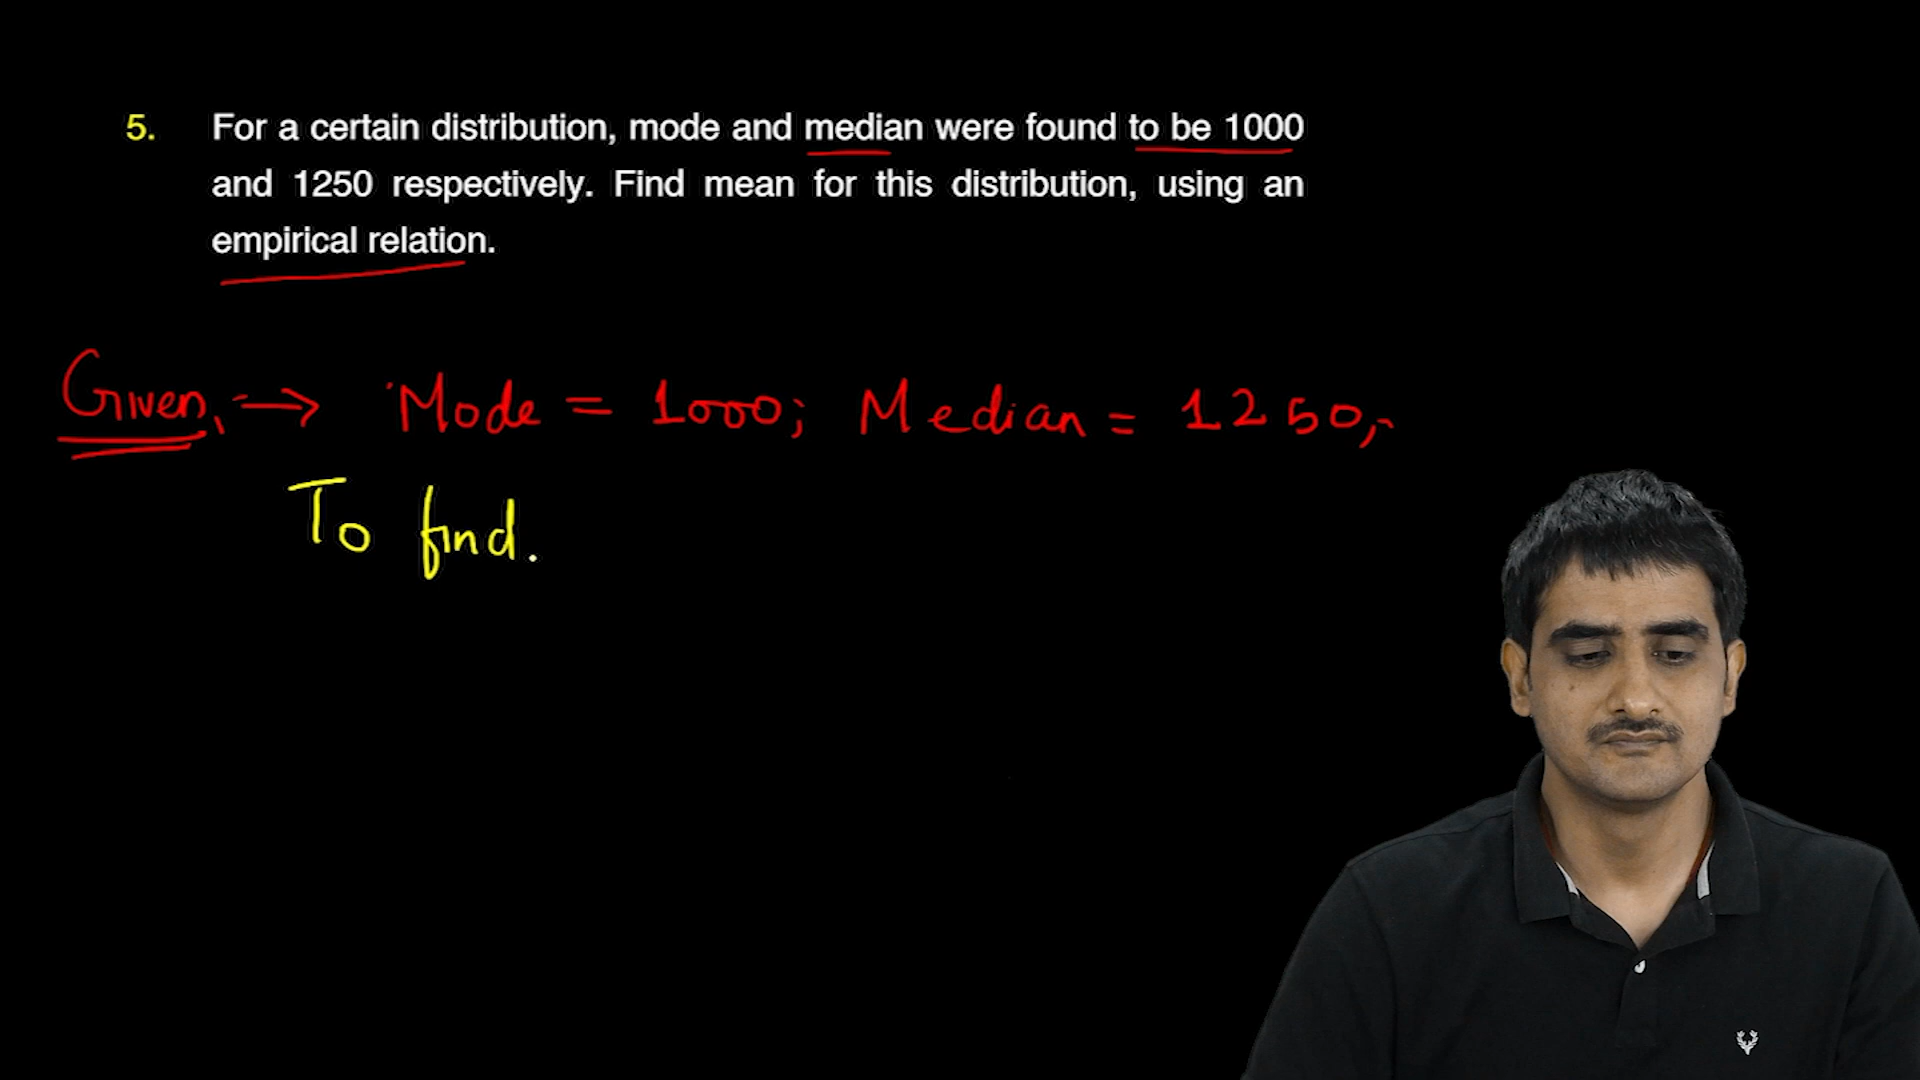 5. For a certain distribution, mode and median were found to be 1000
and 1250 respectively. Find mean for this distribution, using an
empirical relation.
Given, → Mode = 1000; Median = 1250,
To find.